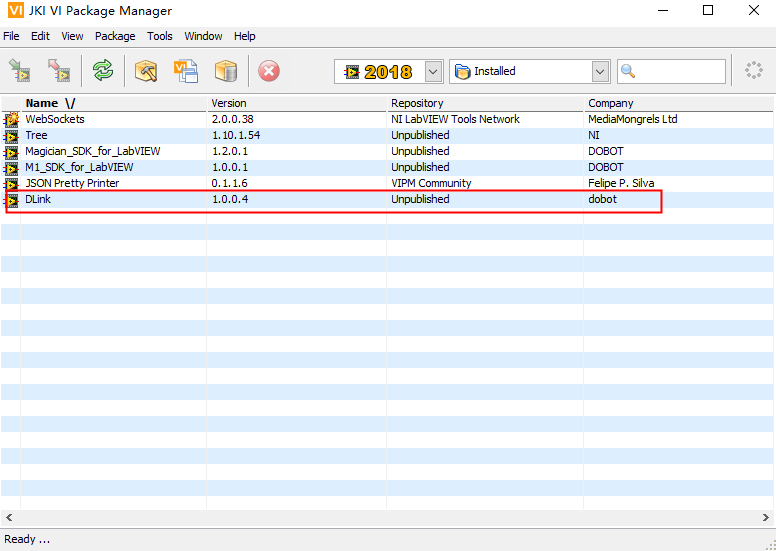 VI JKI VI Package Manager
File Edit View Package Tools Window Help
2018 Installed
Name \/ Version Repository Company
WebSockets 2.0.0.38 NI LabVIEW Tools Network MediaMongrels Ltd
Tree 1.10.1.54 Unpublished NI
Magician_SDK_for_LabVIEW 1.2.0.1 Unpublished DOBOT
M1_SDK_for_LabVIEW 1.0.0.1 Unpublished DOBOT
JSON Pretty Printer 0.1.1.6 VIPM Community Felipe P. Silva
DLink 1.0.0.4 Unpublished dobot
Ready ...